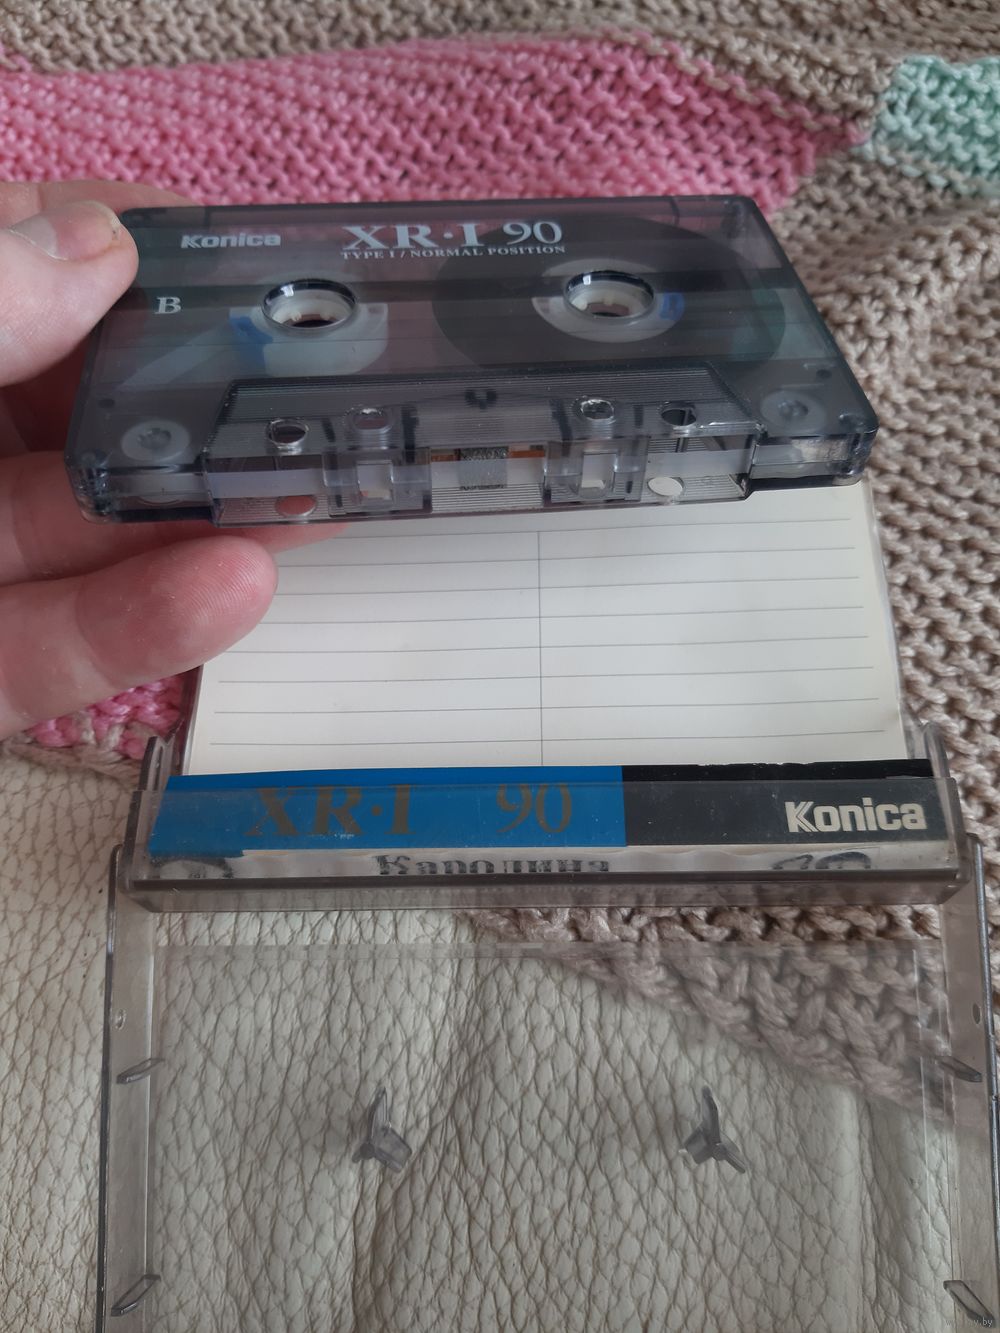 Konica XR·I 90
TYPE I / NORMAL POSITION
B
XR·I 90 Konica
Каролина